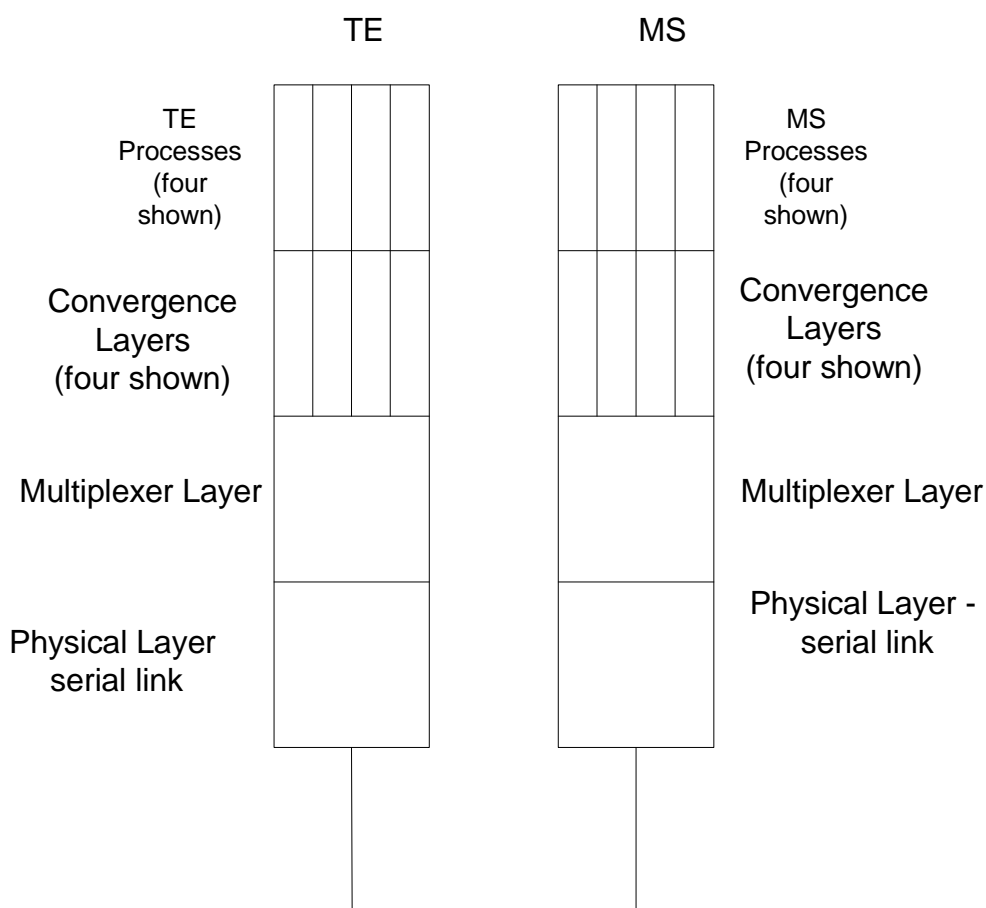 TE
MS
TE
Processes
(four
shown)
MS
Processes
(four
shown)
Convergence
Layers
(four shown)
Convergence
Layers
(four shown)
Multiplexer Layer
Multiplexer Layer
Physical Layer
serial link
Physical Layer -
serial link